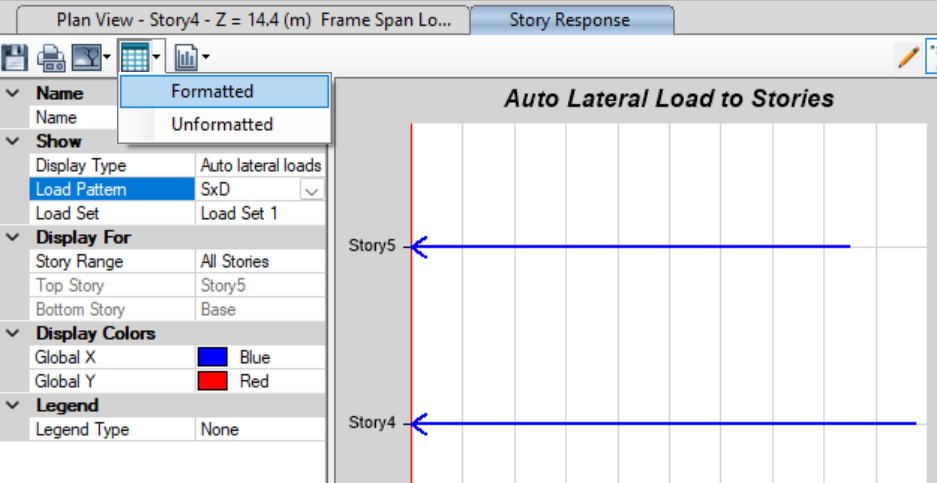 Plan View - Story4 - Z = 14.4 (m) Frame Span Lo... Story Response
Formatted
Unformatted
Auto Lateral Load to Stories
Name
Name
Show
Display Type Auto lateral loads
Load Pattern SxD
Load Set Load Set 1
Display For
Story Range All Stories
Top Story Story5
Bottom Story Base
Display Colors
Global X Blue
Global Y Red
Legend
Legend Type None
Story5
Story4